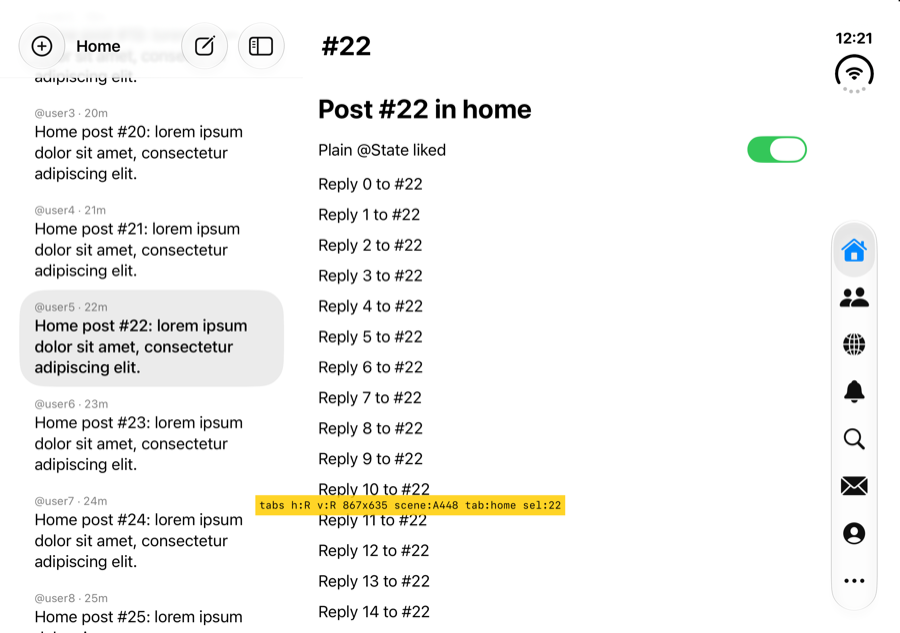 Home
adipiscing elit.
@user3 · 20m
Home post #20: lorem ipsum
dolor sit amet, consectetur
adipiscing elit.
@user4 · 21m
Home post #21: lorem ipsum
dolor sit amet, consectetur
adipiscing elit.
@user5 · 22m
Home post #22: lorem ipsum
dolor sit amet, consectetur
adipiscing elit.
@user6 · 23m
Home post #23: lorem ipsum
dolor sit amet, consectetur
adipiscing elit.
@user7 · 24m
Home post #24: lorem ipsum
dolor sit amet, consectetur
adipiscing elit.
@user8 · 25m
Home post #25: lorem ipsum
#22
Post #22 in home
Plain @State liked
Reply 0 to #22
Reply 1 to #22
Reply 2 to #22
Reply 3 to #22
Reply 4 to #22
Reply 5 to #22
Reply 6 to #22
Reply 7 to #22
Reply 8 to #22
Reply 9 to #22
Reply 10 to #22
tabs h:R v:R 867x635 scene:A448 tab:home sel:22
Reply 11 to #22
Reply 12 to #22
Reply 13 to #22
Reply 14 to #22
12:21